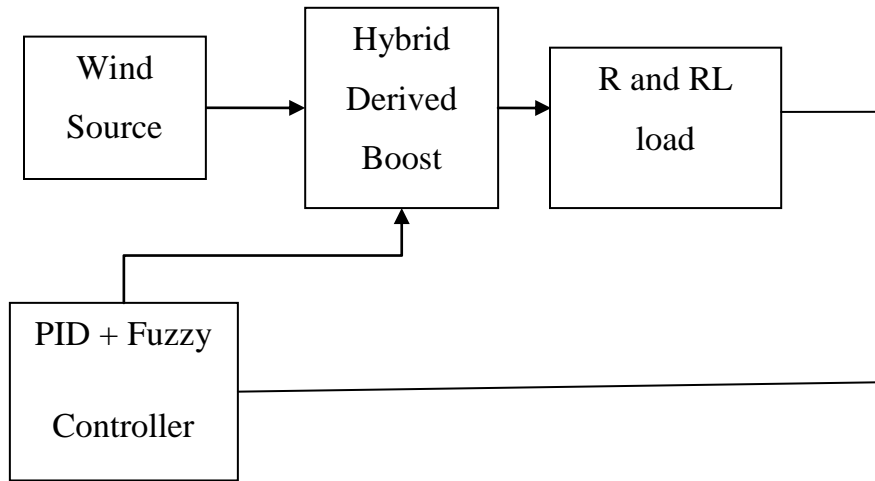 Wind
Source
Hybrid
Derived
Boost
R and RL
load
PID + Fuzzy
Controller